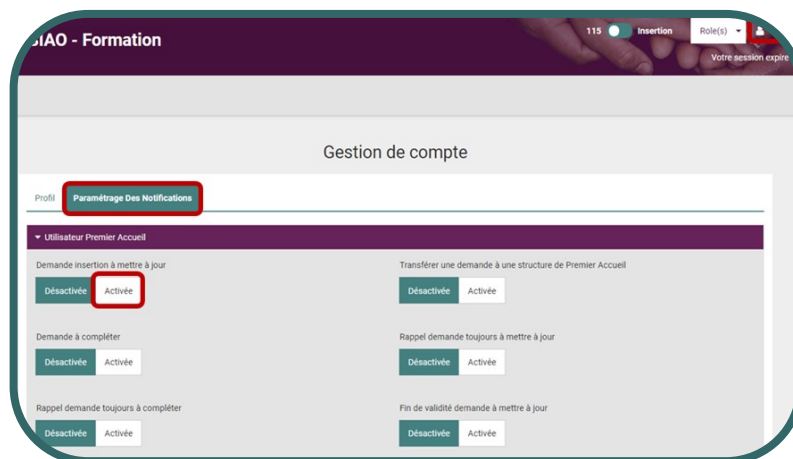 SIAO - Formation
115 Insertion Role(s)
Votre session expire
Gestion de compte
Profil Paramétrage Des Notifications
Utilisateur Premier Accueil
Demande insertion à mettre à jour Transférer une demande à une structure de Premier Accueil
Désactivée Activée Désactivée Activée
Demande à compléter Rappel demande toujours à mettre à jour
Désactivée Activée Désactivée Activée
Rappel demande toujours à compléter Fin de validité demande à mettre à jour
Désactivée Activée Désactivée Activée